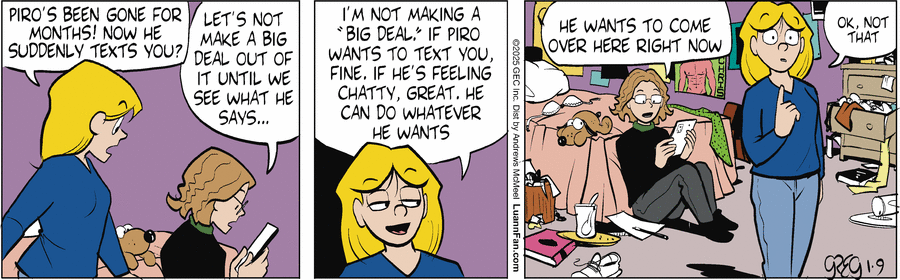 PIRO'S BEEN GONE FOR
MONTHS! NOW HE
SUDDENLY TEXTS YOU?
LET'S NOT
MAKE A BIG
DEAL OUT OF
IT UNTIL WE
SEE WHAT HE
SAYS...
I'M NOT MAKING A
"BIG DEAL." IF PIRO
WANTS TO TEXT YOU,
FINE. IF HE'S FEELING
CHATTY, GREAT. HE
CAN DO WHATEVER
HE WANTS
©2025 GEC Inc. Dist by Andrews McMeel LuannFan.com
HE WANTS TO COME
OVER HERE RIGHT NOW
OK, NOT
THAT
GREG 1·9